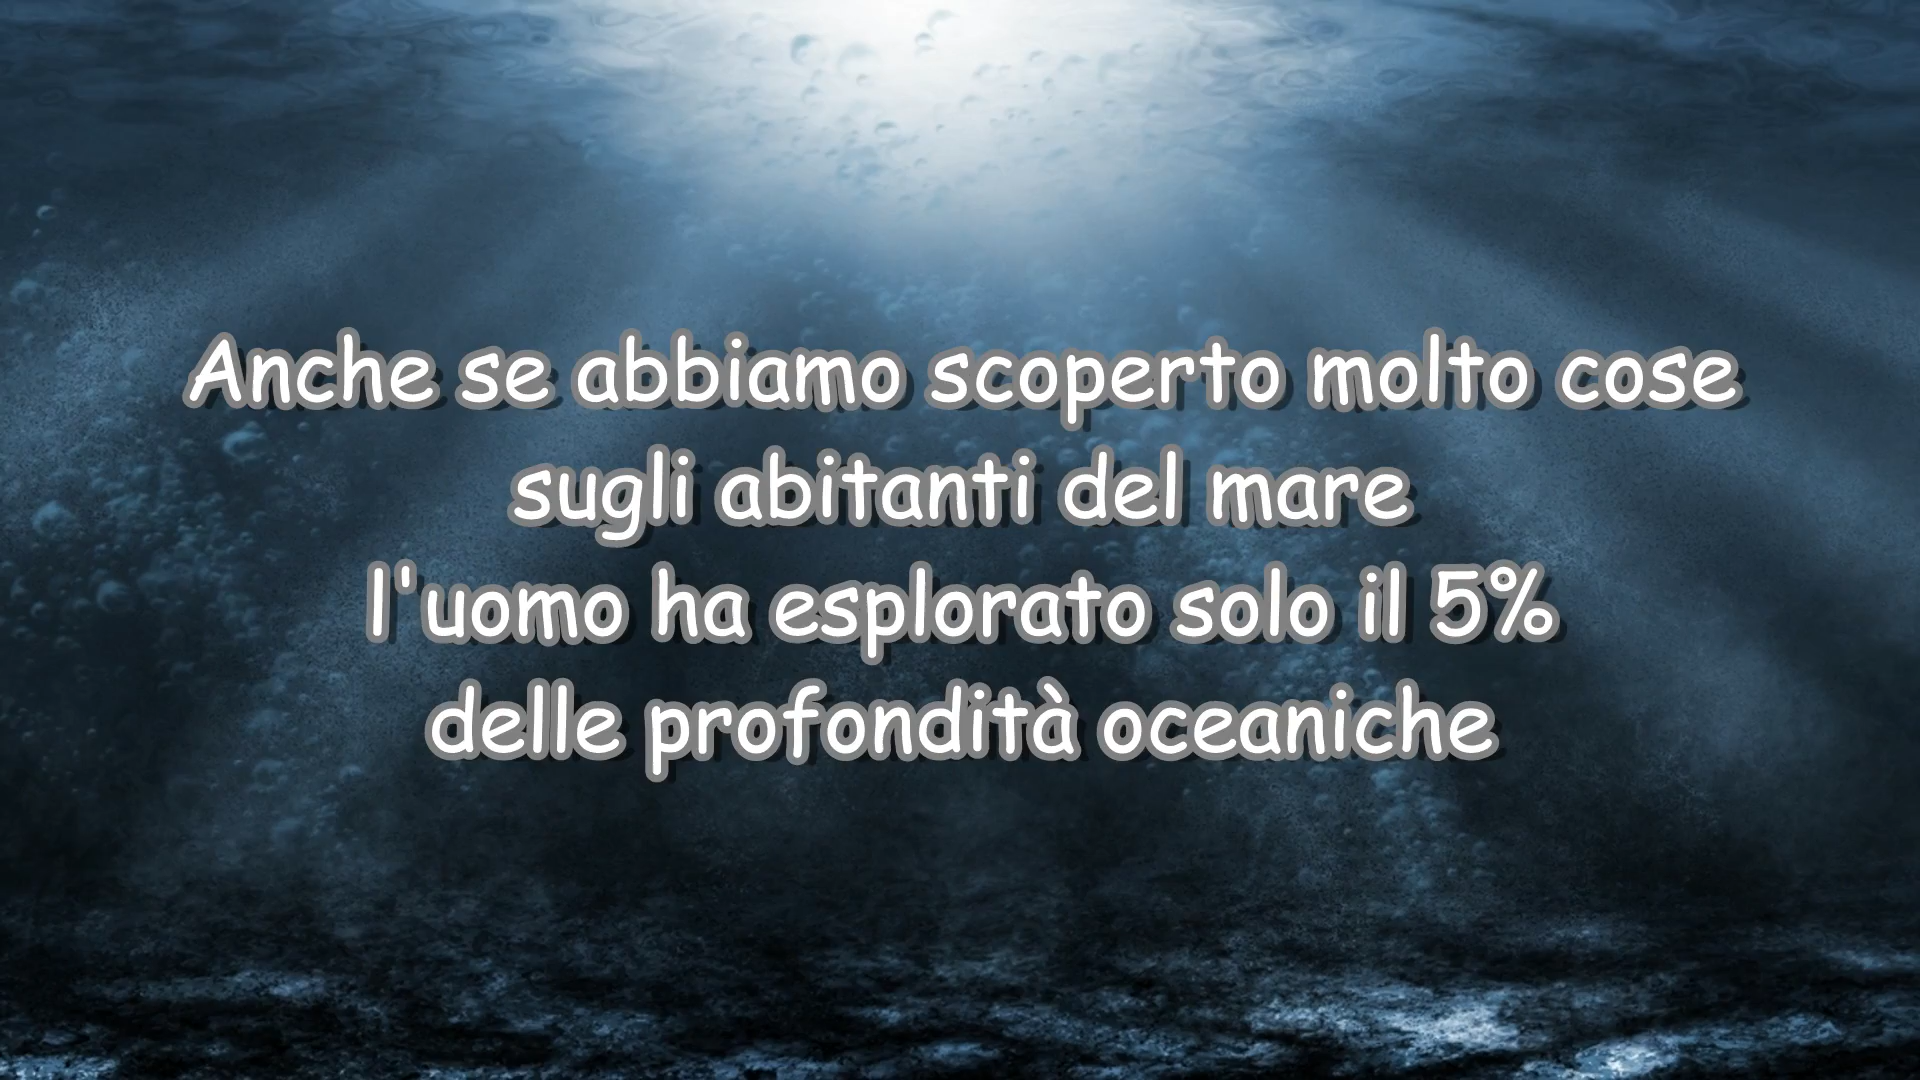 Anche se abbiamo scoperto molto cose
sugli abitanti del mare
l'uomo ha esplorato solo il 5%
delle profondità oceaniche